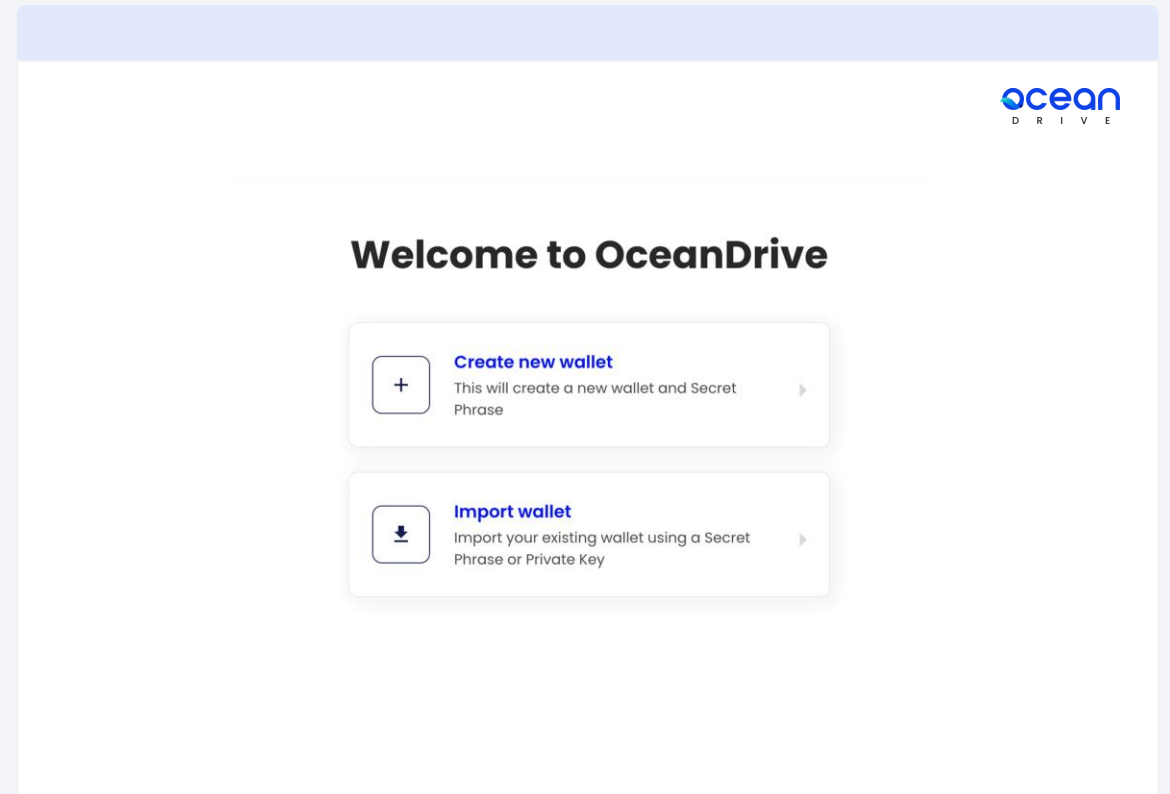 ocean
DRIVE
Welcome to OceanDrive
Create new wallet
This will create a new wallet and Secret
Phrase
Import wallet
Import your existing wallet using a Secret
Phrase or Private Key